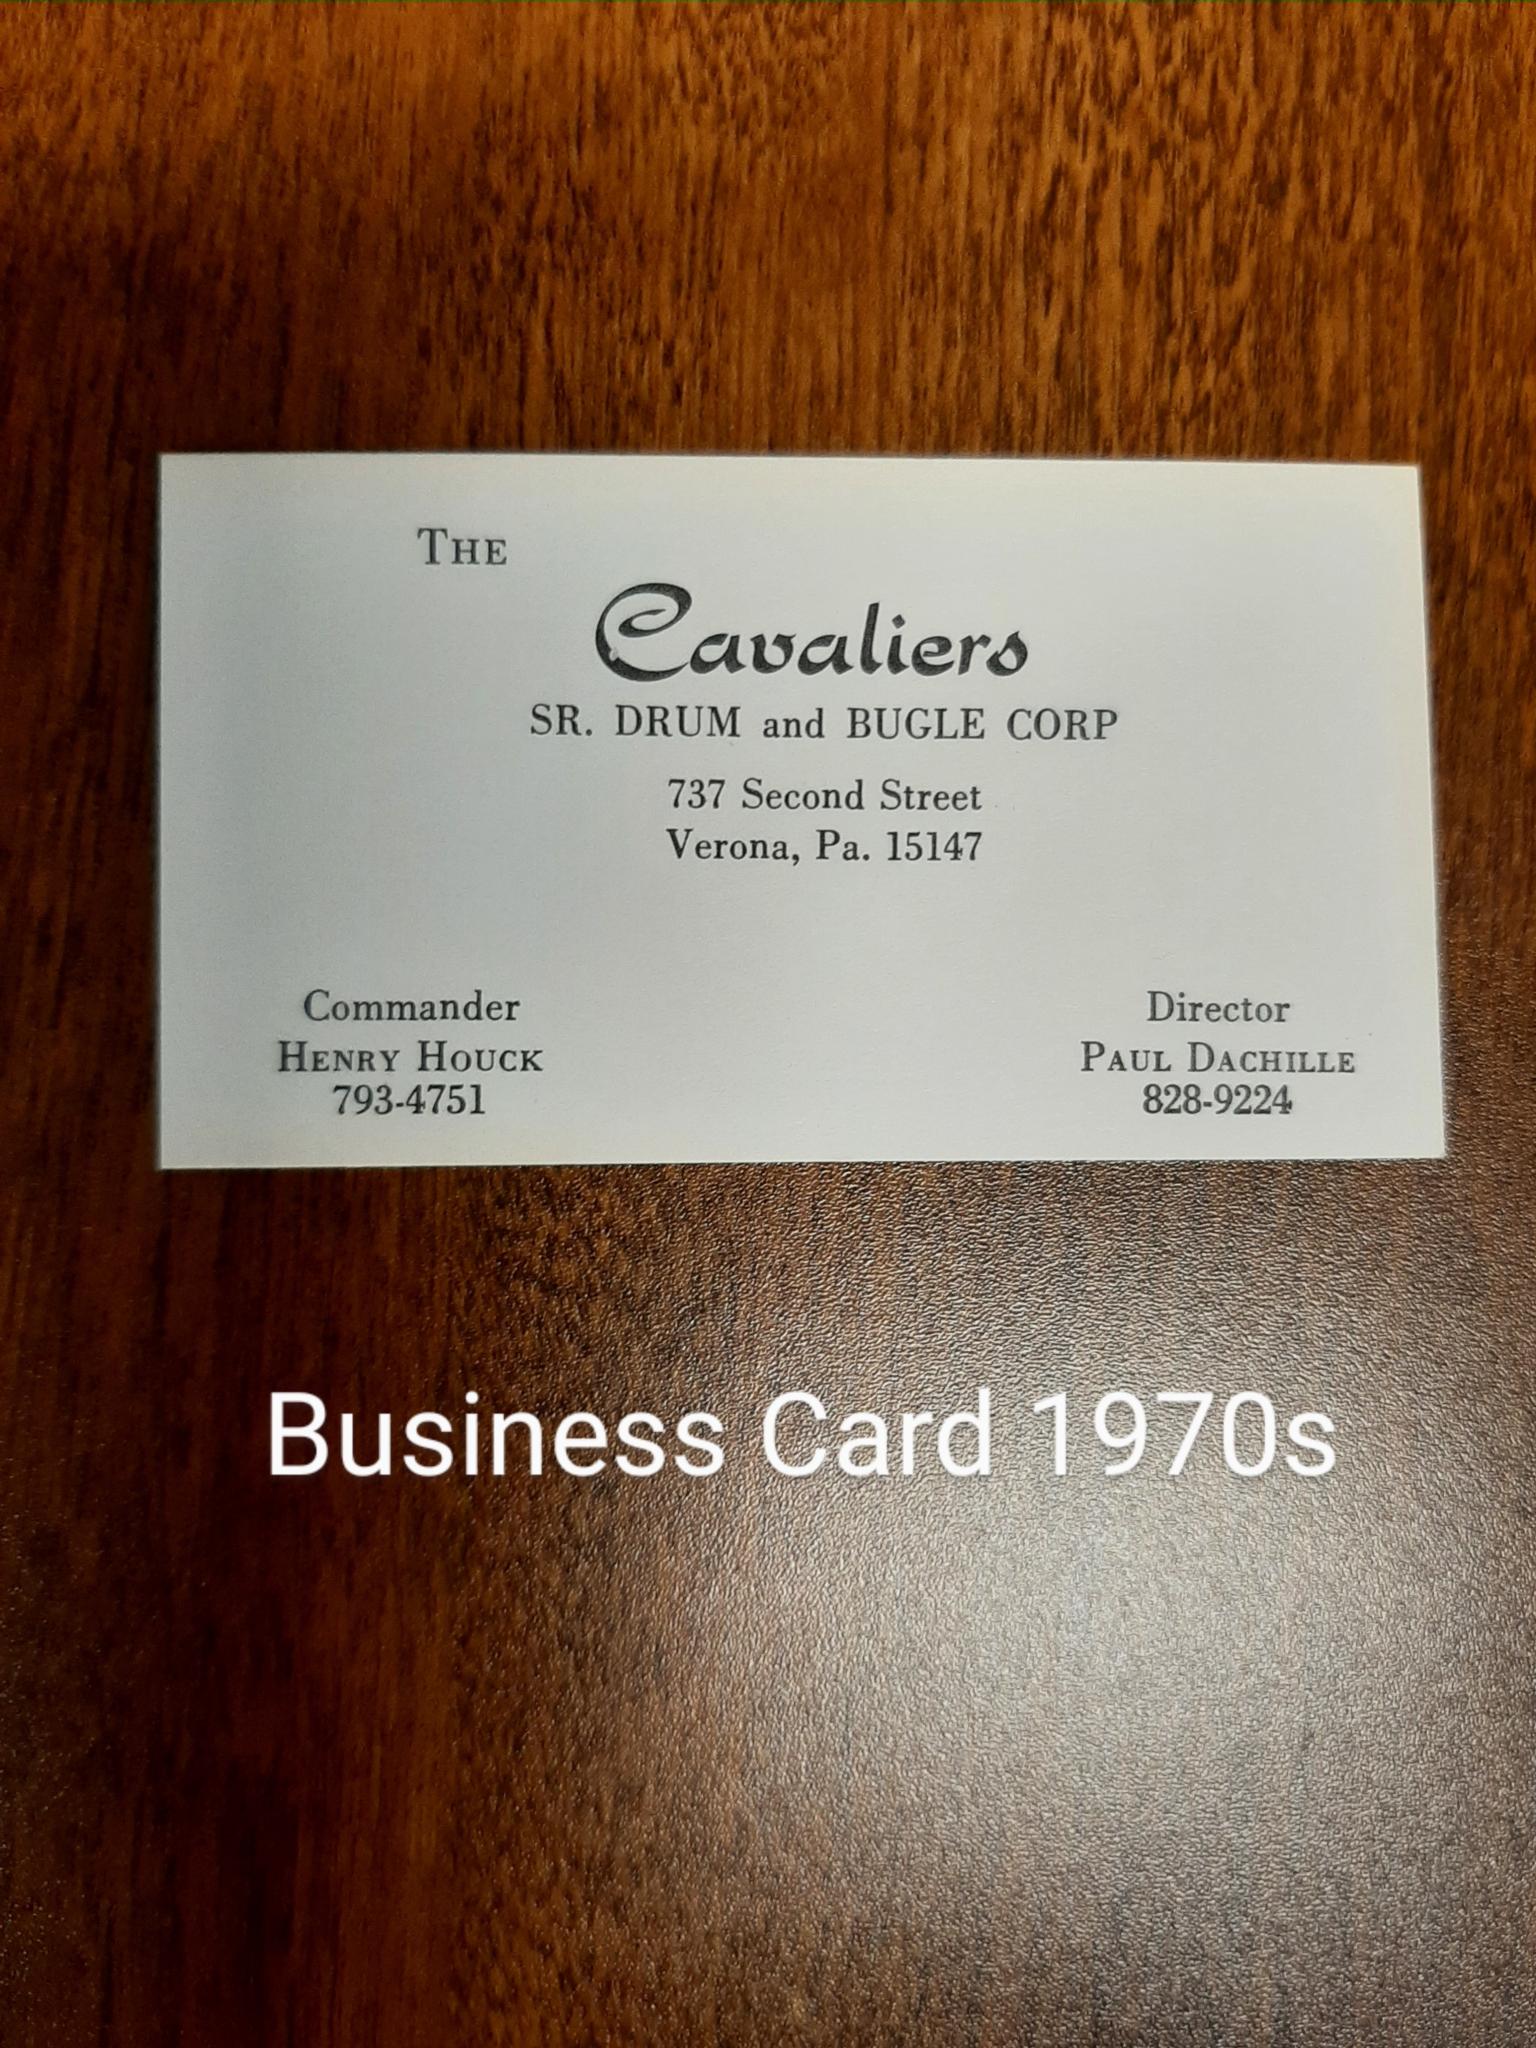 THE
Cavaliers
SR. DRUM and BUGLE CORP
737 Second Street
Verona, Pa. 15147
Commander
HENRY HOUCK
793-4751
Director
PAUL DACHILLE
828-9224
Business Card 1970s